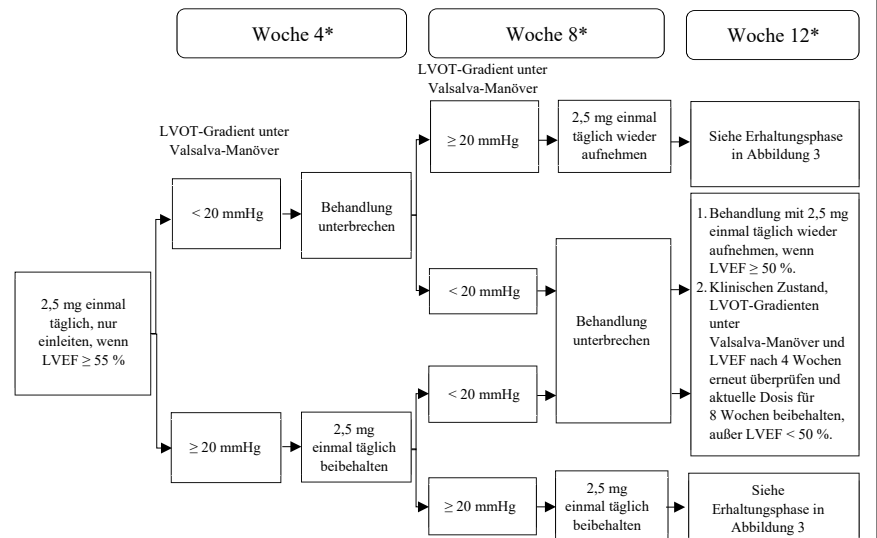 Woche 4*
Woche 8*
Woche 12*
LVOT-Gradient unter
Valsalva-Manöver
LVOT-Gradient unter
Valsalva-Manöver
≥ 20 mmHg
2,5 mg einmal
täglich wieder
aufnehmen
Siehe Erhaltungsphase
in Abbildung 3
< 20 mmHg
Behandlung
unterbrechen
< 20 mmHg
Behandlung
unterbrechen
1. Behandlung mit 2,5 mg
einmal täglich wieder
aufnehmen, wenn
LVEF ≥ 50 %.
2. Klinischen Zustand,
LVOT-Gradienten
unter
Valsalva-Manöver und
LVEF nach 4 Wochen
erneut überprüfen und
aktuelle Dosis für
8 Wochen beibehalten,
außer LVEF < 50 %.
2,5 mg einmal
täglich, nur
einleiten, wenn
LVEF ≥ 55 %
< 20 mmHg
≥ 20 mmHg
2,5 mg
einmal täglich
beibehalten
≥ 20 mmHg
2,5 mg
einmal täglich
beibehalten
Siehe
Erhaltungsphase in
Abbildung 3